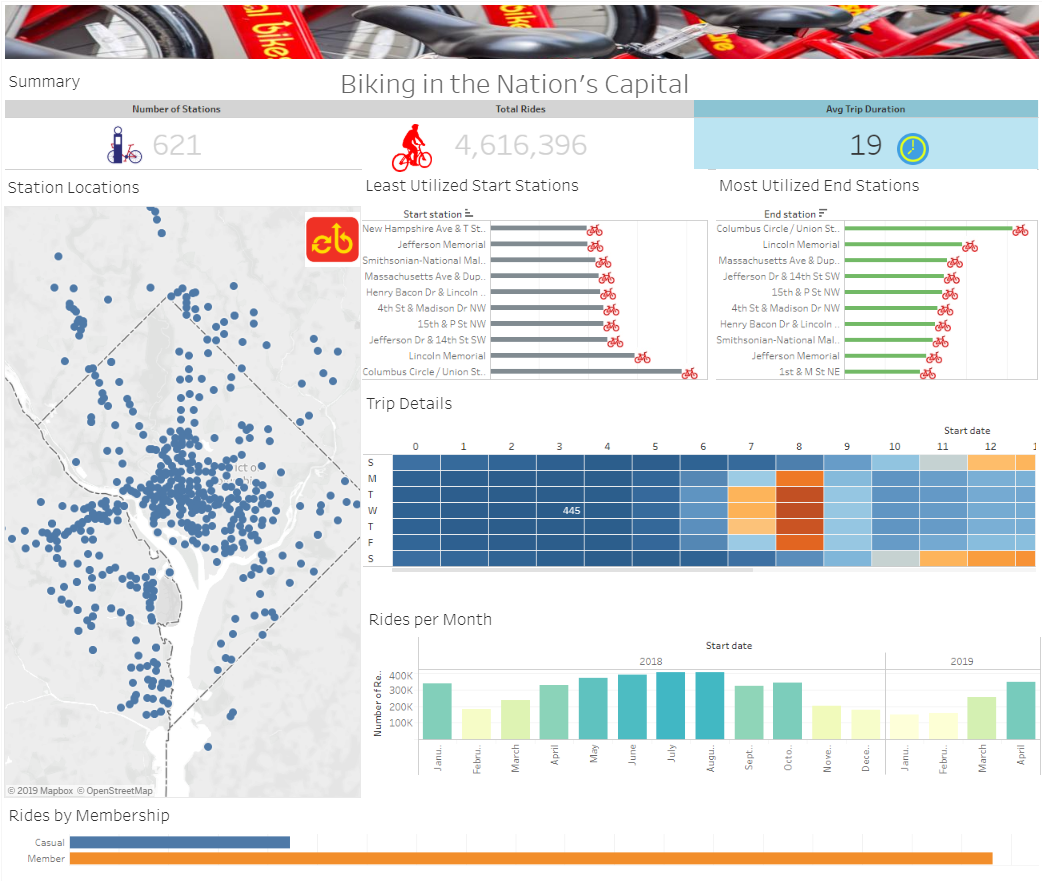 Summary
Biking in the Nation's Capital
Number of Stations
Total Rides
Avg Trip Duration
621
4,616,396
19
Station Locations
© 2019 Mapbox © OpenStreetMap
Least Utilized Start Stations
Start station
New Hampshire Ave & T St..
Jefferson Memorial
Smithsonian-National Mal..
Massachusetts Ave & Dup..
Henry Bacon Dr & Lincoln ..
4th St & Madison Dr NW
15th & P St NW
Jefferson Dr & 14th St SW
Lincoln Memorial
Columbus Circle / Union St..
Most Utilized End Stations
End station
Columbus Circle / Union St..
Lincoln Memorial
Massachusetts Ave & Dup..
Jefferson Dr & 14th St SW
15th & P St NW
4th St & Madison Dr NW
Henry Bacon Dr & Lincoln ..
Smithsonian-National Mal..
Jefferson Memorial
1st & M St NE
Trip Details
Start date
0 1 2 3 4 5 6 7 8 9 10 11 12
S
M
T
W
445
T
F
S
Rides per Month
Start date
2018
2019
Number of Re..
400K
300K
200K
100K
Janu..
Febru..
March
April
May
June
July
Augu..
Sept..
Octo..
Nove..
Dece..
Janu..
Febru..
March
April
Rides by Membership
Casual
Member